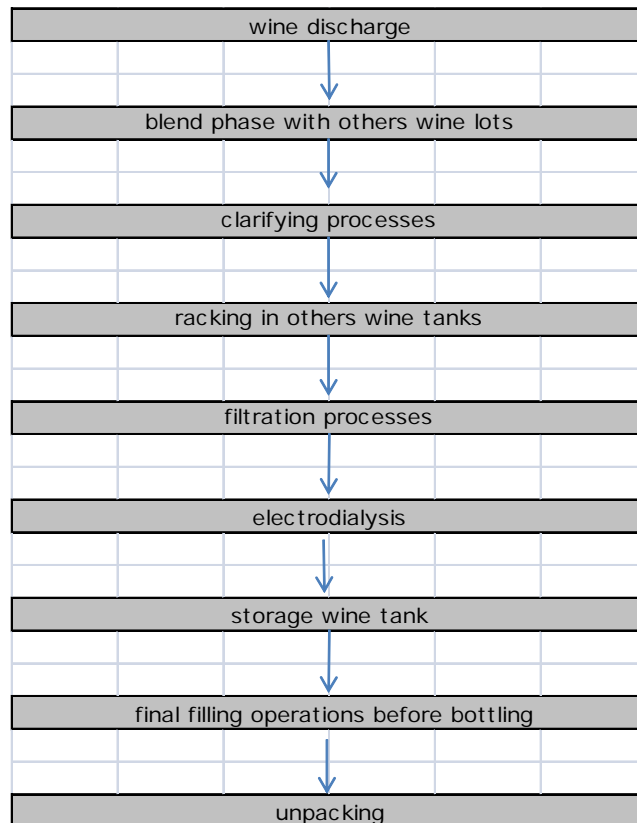 wine discharge
blend phase with others wine lots
clarifying processes
racking in others wine tanks
filtration processes
electrodialysis
storage wine tank
final filling operations before bottling
unpacking